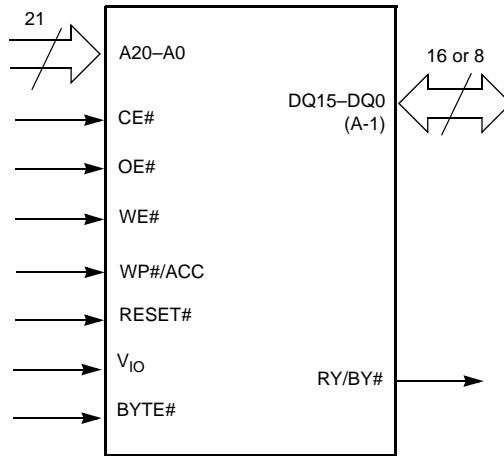 21
A20–A0
16 or 8
DQ15–DQ0
(A-1)
CE#
OE#
WE#
WP#/ACC
RESET#
VIO
RY/BY#
BYTE#